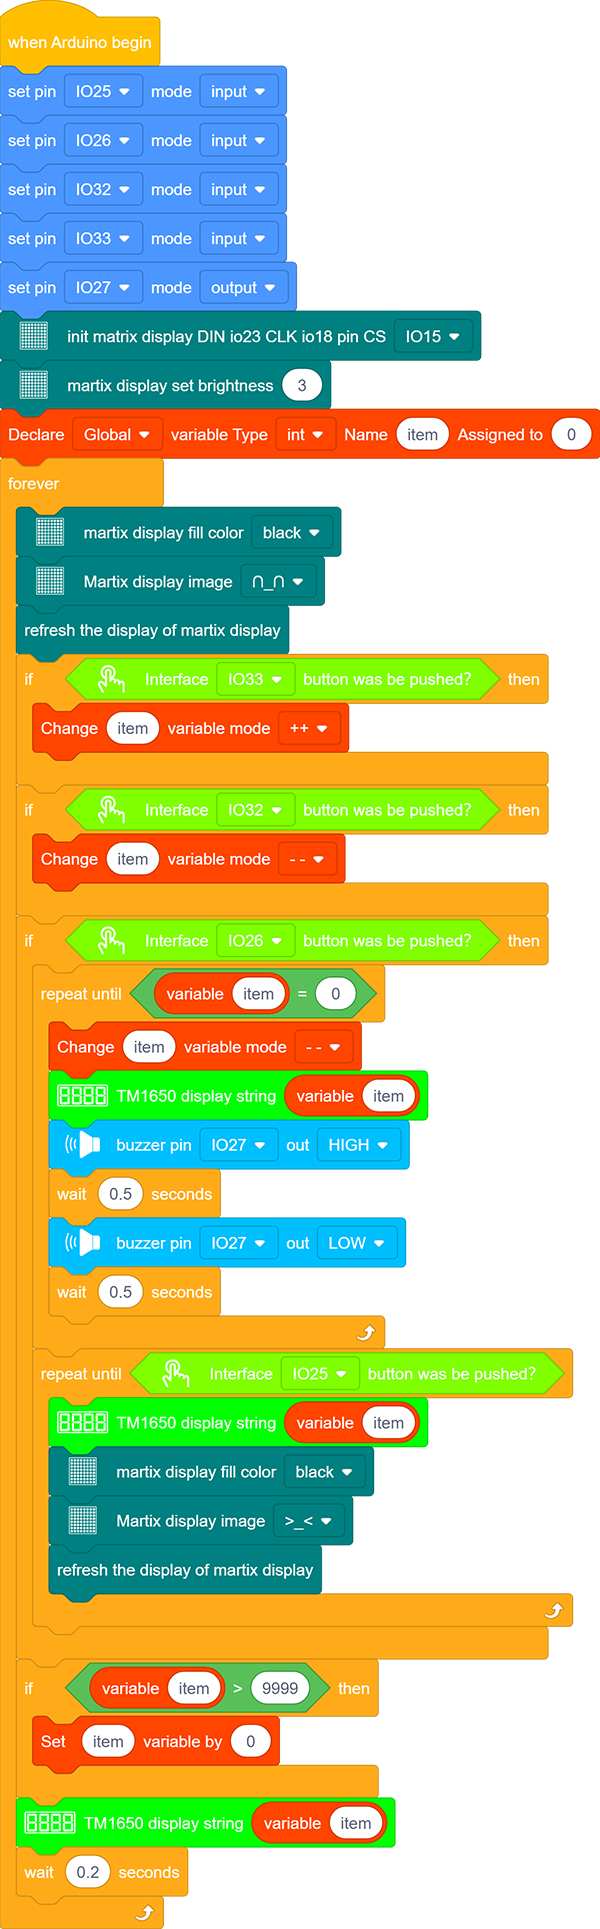 when Arduino begin
set pin IO25 mode input
set pin IO26 mode input
set pin IO32 mode input
set pin IO33 mode input
set pin IO27 mode output
init matrix display DIN io23 CLK io18 pin CS IO15
martix display set brightness 3
Declare Global variable Type int Name item Assigned to 0
forever
martix display fill color black
Martix display image ∩_∩
refresh the display of martix display
if Interface IO33 button was be pushed? then
Change item variable mode ++
if Interface IO32 button was be pushed? then
Change item variable mode --
if Interface IO26 button was be pushed? then
repeat until variable item = 0
Change item variable mode --
TM1650 display string variable item
buzzer pin IO27 out HIGH
wait 0.5 seconds
buzzer pin IO27 out LOW
wait 0.5 seconds
repeat until Interface IO25 button was be pushed?
TM1650 display string variable item
martix display fill color black
Martix display image >_<
refresh the display of martix display
if variable item > 9999 then
Set item variable by 0
TM1650 display string variable item
wait 0.2 seconds